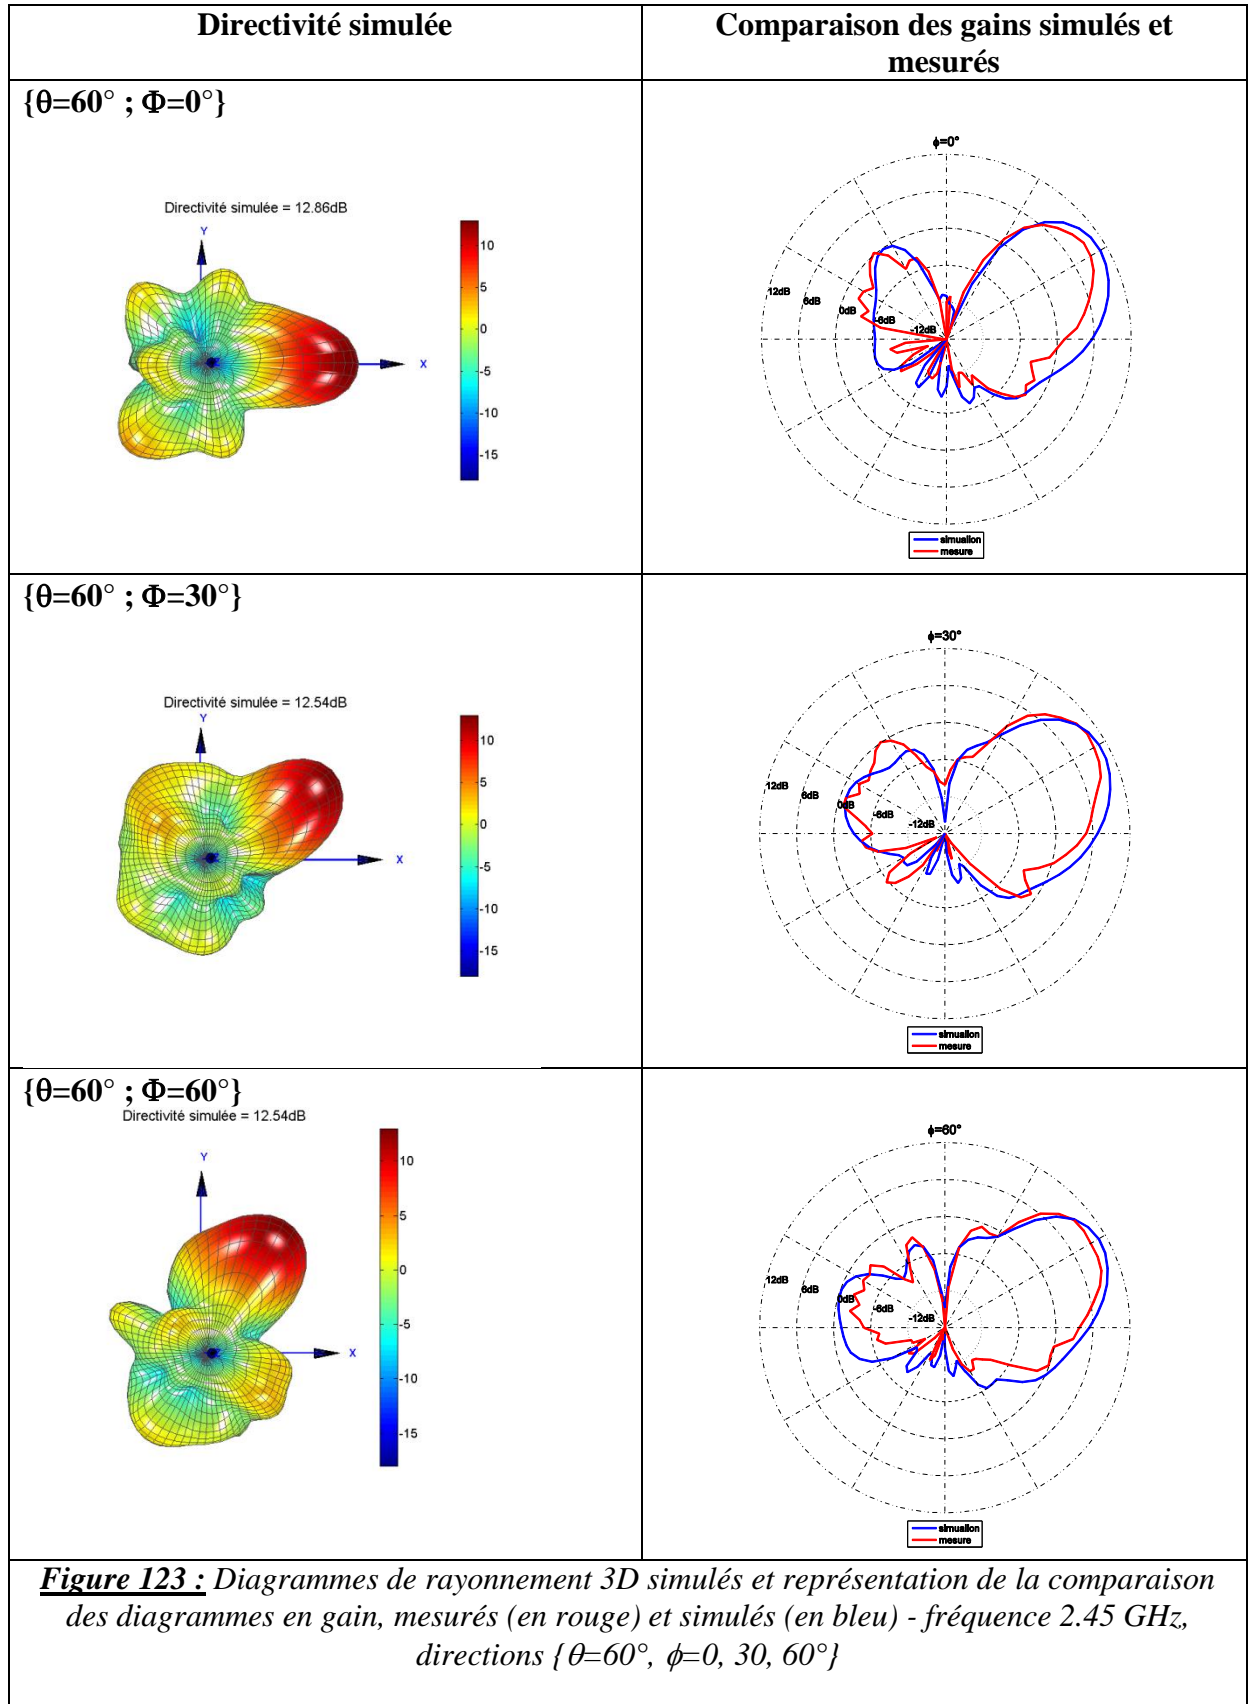 Directivité simulée
Comparaison des gains simulés et
mesurés
{θ=60° ; Φ=0°}
Directivité simulée = 12.86dB
Y
X
10
5
0
-5
-10
-15
ϕ=0°
12dB
6dB
0dB
-6dB
-12dB
simualion
mesure
{θ=60° ; Φ=30°}
Directivité simulée = 12.54dB
Y
X
10
5
0
-5
-10
-15
ϕ=30°
12dB
6dB
0dB
-6dB
-12dB
simualion
mesure
{θ=60° ; Φ=60°}
Directivité simulée = 12.54dB
Y
X
10
5
0
-5
-10
-15
ϕ=60°
12dB
6dB
0dB
-6dB
-12dB
simualion
mesure
Figure 123 : Diagrammes de rayonnement 3D simulés et représentation de la comparaison
des diagrammes en gain, mesurés (en rouge) et simulés (en bleu) - fréquence 2.45 GHz,
directions {θ=60°, ϕ=0, 30, 60°}